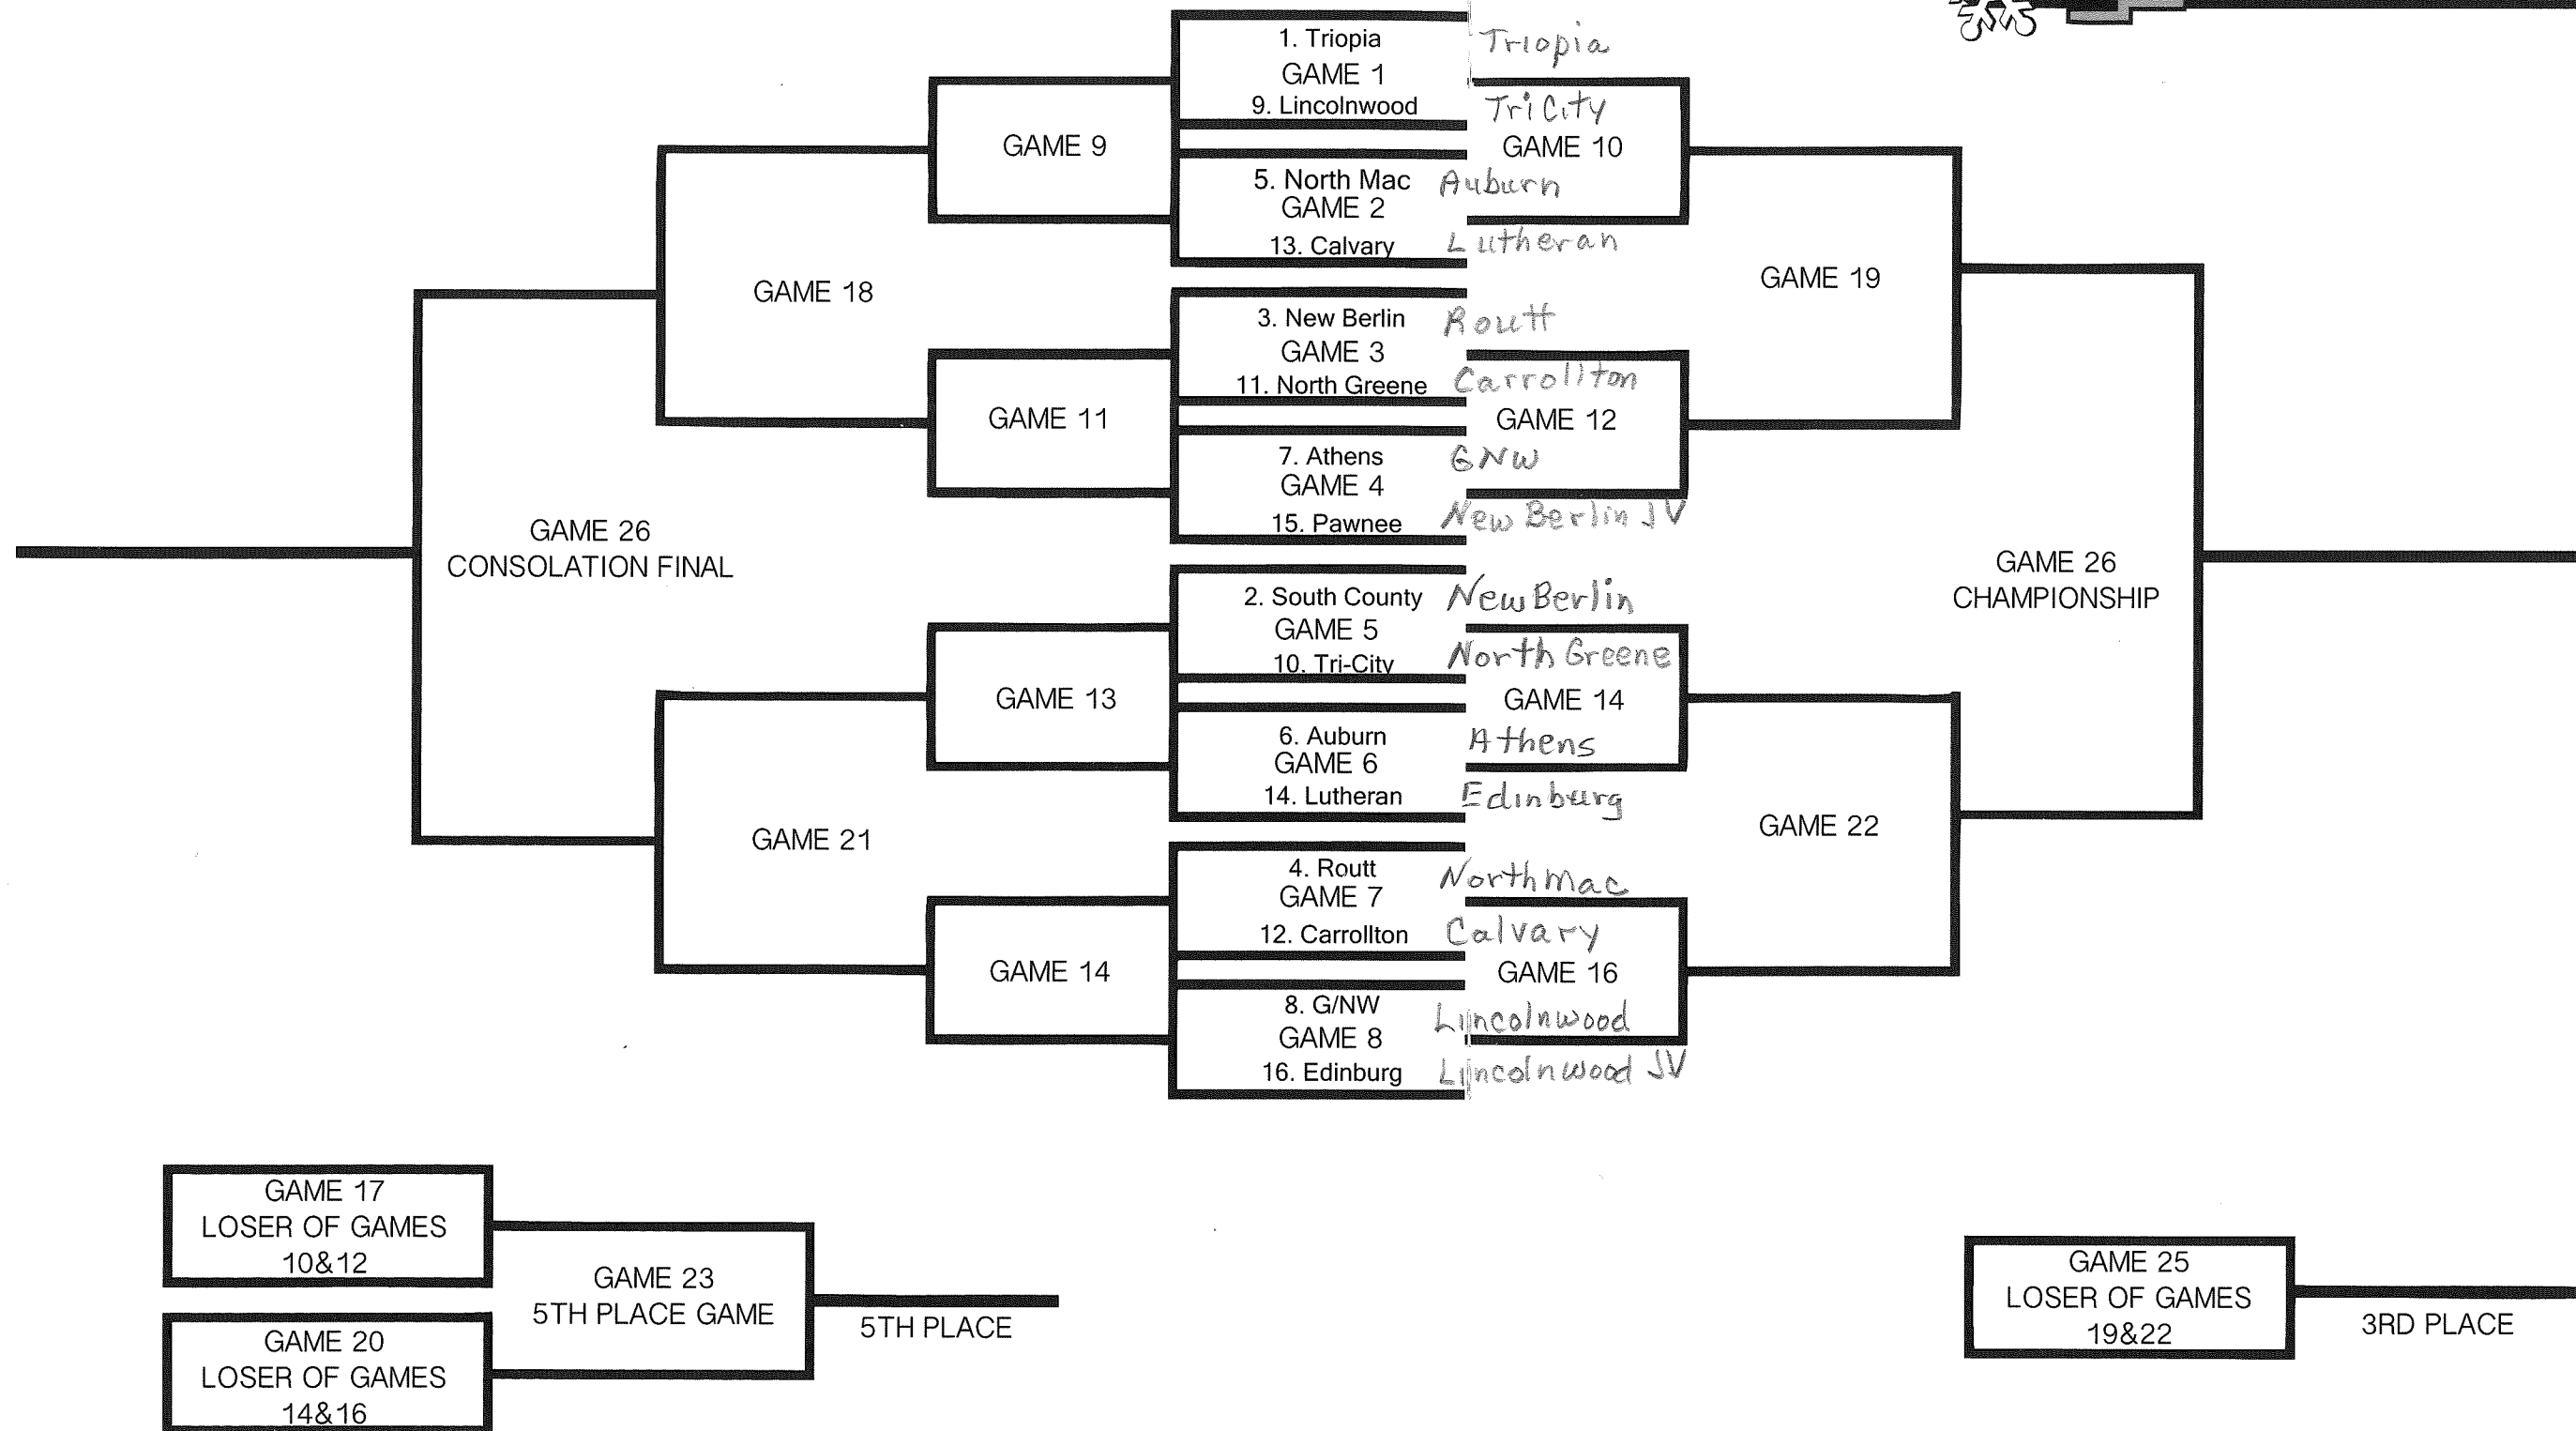 1. Triopia
Triopia
GAME 1
9. Lincolnwood
Tri City
GAME 9
GAME 10
5. North Mac
Auburn
GAME 2
13. Calvary
Lutheran
GAME 18
GAME 19
3. New Berlin
Routt
GAME 3
11. North Greene
Carrollton
GAME 11
GAME 12
7. Athens
GNW
GAME 4
15. Pawnee
New Berlin JV
GAME 26
CONSOLATION FINAL
GAME 26
CHAMPIONSHIP
2. South County
New Berlin
GAME 5
10. Tri-City
North Greene
GAME 13
GAME 14
6. Auburn
Athens
GAME 6
14. Lutheran
Edinburg
GAME 21
GAME 22
4. Routt
North Mac
GAME 7
12. Carrollton
Calvary
GAME 14
GAME 16
8. G/NW
Lincolnwood
GAME 8
16. Edinburg
Lincolnwood JV
GAME 17
LOSER OF GAMES
10&12
GAME 23
5TH PLACE GAME
5TH PLACE
GAME 20
LOSER OF GAMES
14&16
GAME 25
LOSER OF GAMES
19&22
3RD PLACE